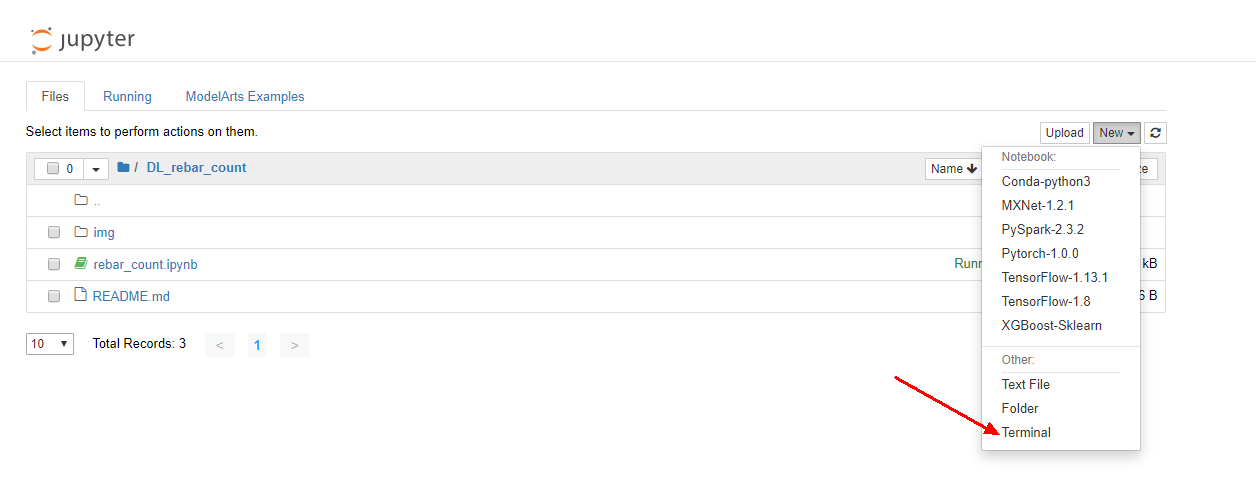 jupyter
Files Running ModelArts Examples
Select items to perform actions on them.
Upload New
0 / DL_rebar_count Name
..
img
rebar_count.ipynb
README.md kB
6 B
10 Total Records: 3 < 1 >
Notebook:
Conda-python3
MXNet-1.2.1
PySpark-2.3.2
Pytorch-1.0.0
TensorFlow-1.13.1
TensorFlow-1.8
XGBoost-Sklearn
Other:
Text File
Folder
Terminal